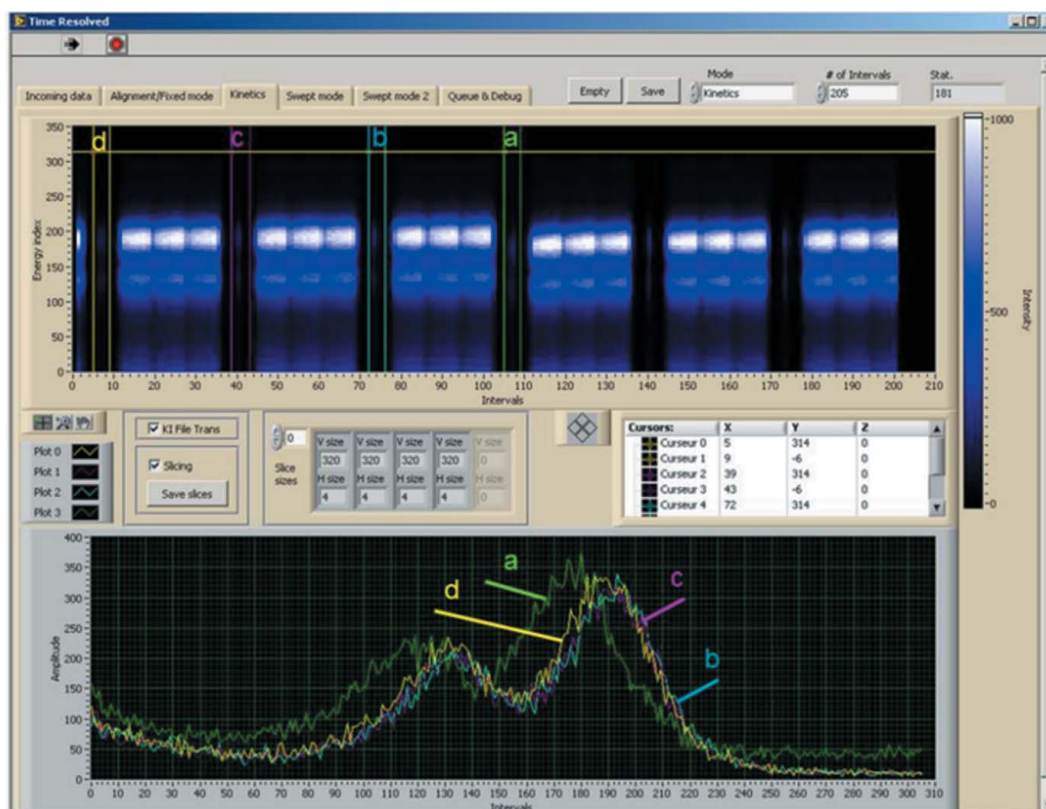 Time Resolved
Mode # of Intervals Stat.
Incoming data Alignment/Fixed mode Kinetics Swept mode Swept mode 2 Queue & Debug Empty Save Kinetics 205 181
350 300 250 200 150 100 50 0
Energy index
d c b a
0 10 20 30 40 50 60 70 80 90 100 110 120 130 140 150 160 170 180 190 200 210
Intervals
1000
500
0
Intensity
Plot 0
Plot 1
Plot 2
Plot 3
KI File Trans
Slicing
Save slices
0
Slice
sizes
V size V size V size V size V size
320 320 320 320 0
H size H size H size H size H size
4 4 4 4 0
Cursors: X Y Z
Curseur 0 5 314 0
Curseur 1 9 -6 0
Curseur 2 39 314 0
Curseur 3 43 -6 0
Curseur 4 72 314 0
400 350 300 250 200 150 100 50 0
Amplitude
d a c b
0 10 20 30 40 50 60 70 80 90 100 110 120 130 140 150 160 170 180 190 200 210 220 230 240 250 260 270 280 290 300 310
Intervals